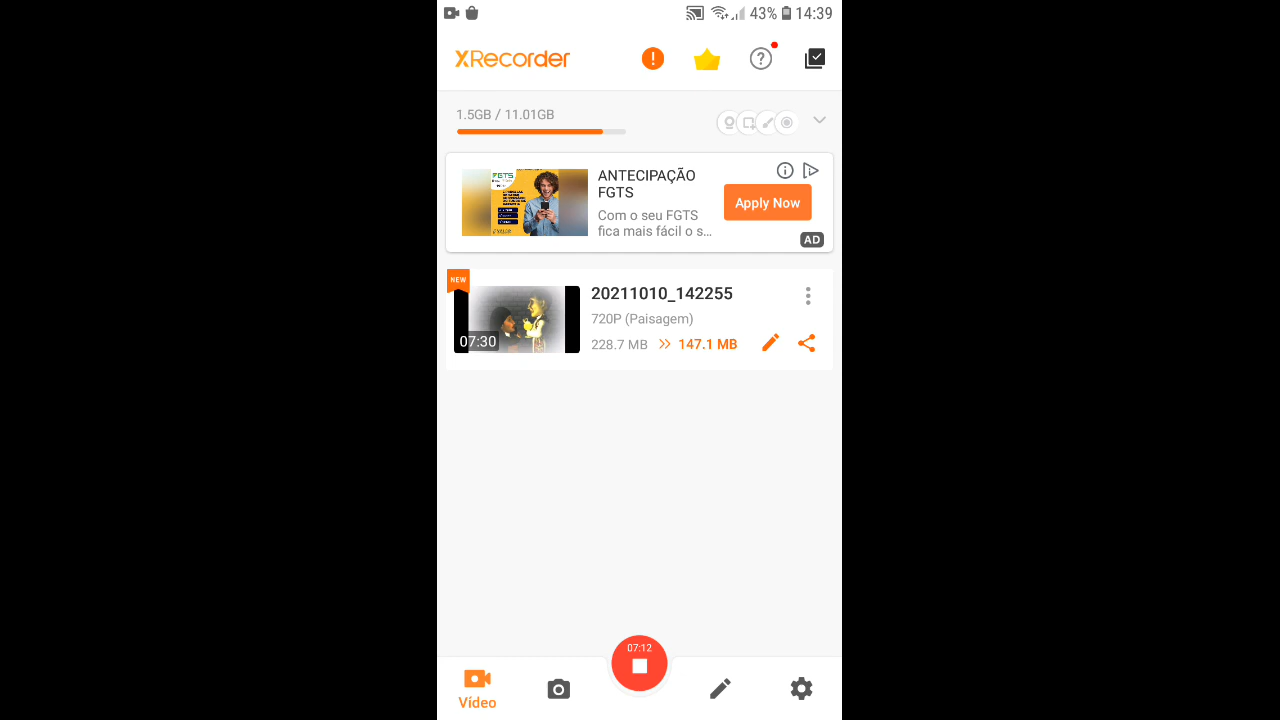 43% 14:39
XRecorder
1.5GB / 11.01GB
FGTS
ANTECIPAÇÃO
FGTS
Com o seu FGTS
fica mais fácil o s...
Apply Now
AD
NEW
20211010_142255
720P (Paisagem)
07:30
228.7 MB >> 147.1 MB
07:12
Vídeo